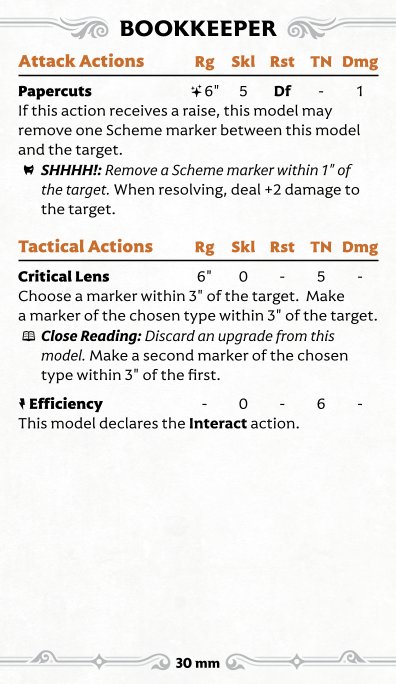 BOOKKEEPER
Attack Actions Rg Skl Rst TN Dmg
Papercuts 6" 5 Df - 1
If this action receives a raise, this model may
remove one Scheme marker between this model
and the target.
SHHHH!: Remove a Scheme marker within 1" of
the target. When resolving, deal +2 damage to
the target.
Tactical Actions Rg Skl Rst TN Dmg
Critical Lens 6" 0 - 5 -
Choose a marker within 3" of the target. Make
a marker of the chosen type within 3" of the target.
Close Reading: Discard an upgrade from this
model. Make a second marker of the chosen
type within 3" of the first.
Efficiency - 0 - 6 -
This model declares the Interact action.
30 mm